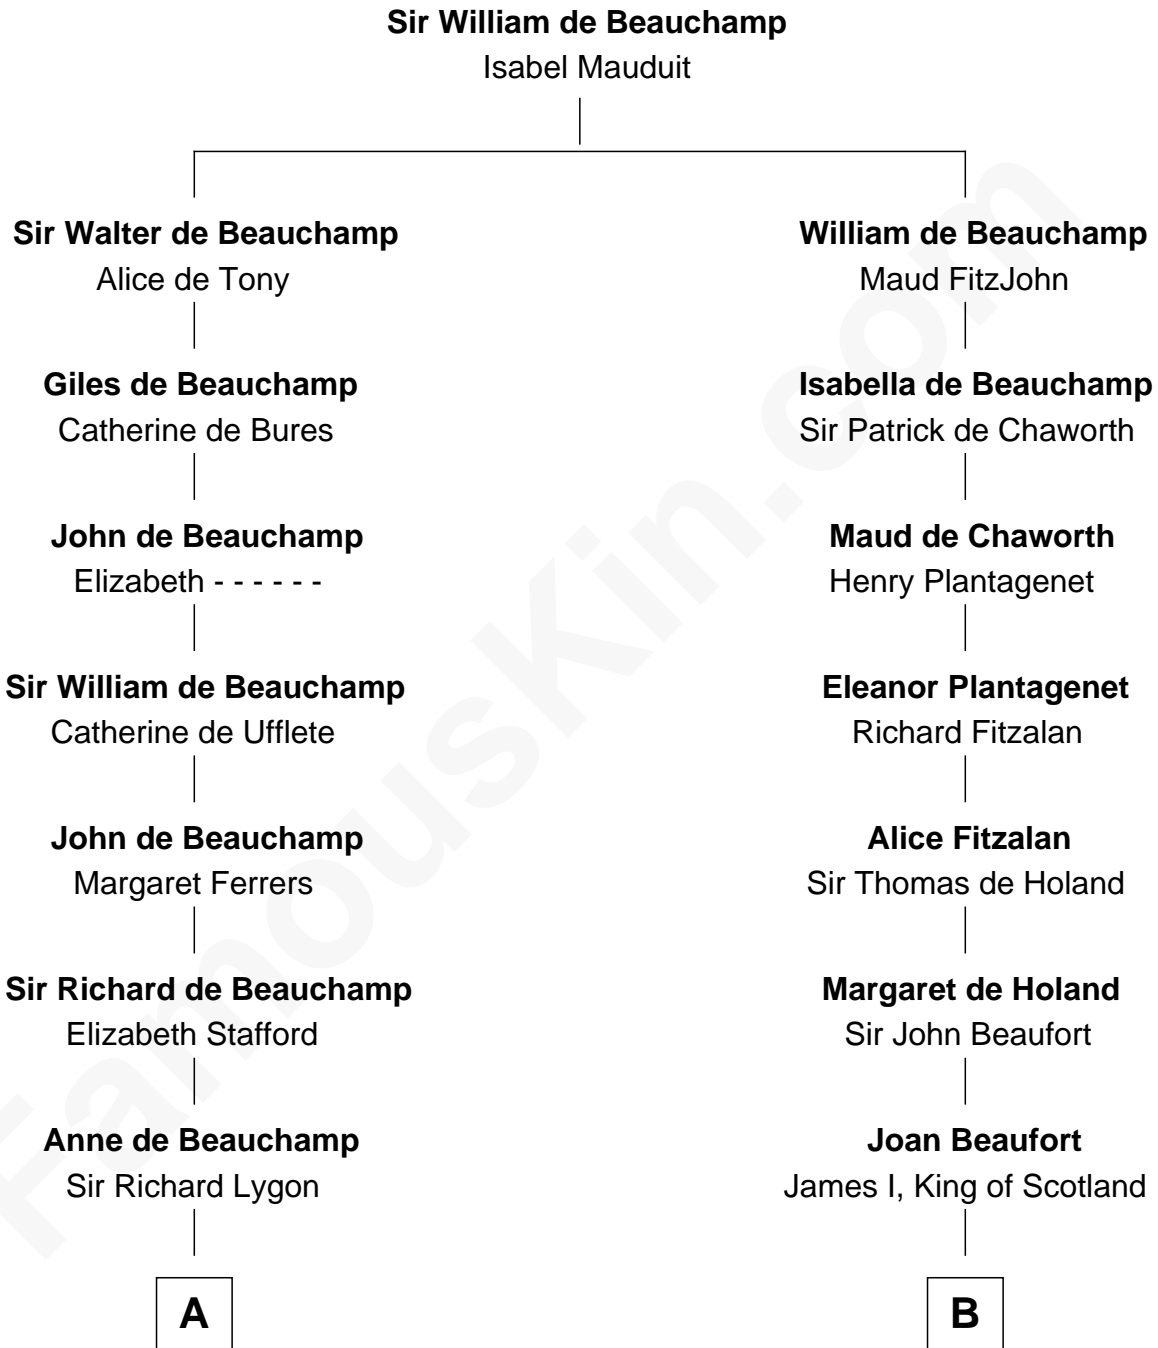 Sir William de Beauchamp
Isabel Mauduit
Sir Walter de Beauchamp
Alice de Tony
William de Beauchamp
Maud FitzJohn
Giles de Beauchamp
Catherine de Bures
Isabella de Beauchamp
Sir Patrick de Chaworth
John de Beauchamp
Elizabeth - - - - - -
Maud de Chaworth
Henry Plantagenet
Sir William de Beauchamp
Catherine de Ufflete
Eleanor Plantagenet
Richard Fitzalan
John de Beauchamp
Margaret Ferrers
Alice Fitzalan
Sir Thomas de Holand
Sir Richard de Beauchamp
Elizabeth Stafford
Margaret de Holand
Sir John Beaufort
Anne de Beauchamp
Sir Richard Lygon
Joan Beaufort
James I, King of Scotland
A
B
FamousKin.com